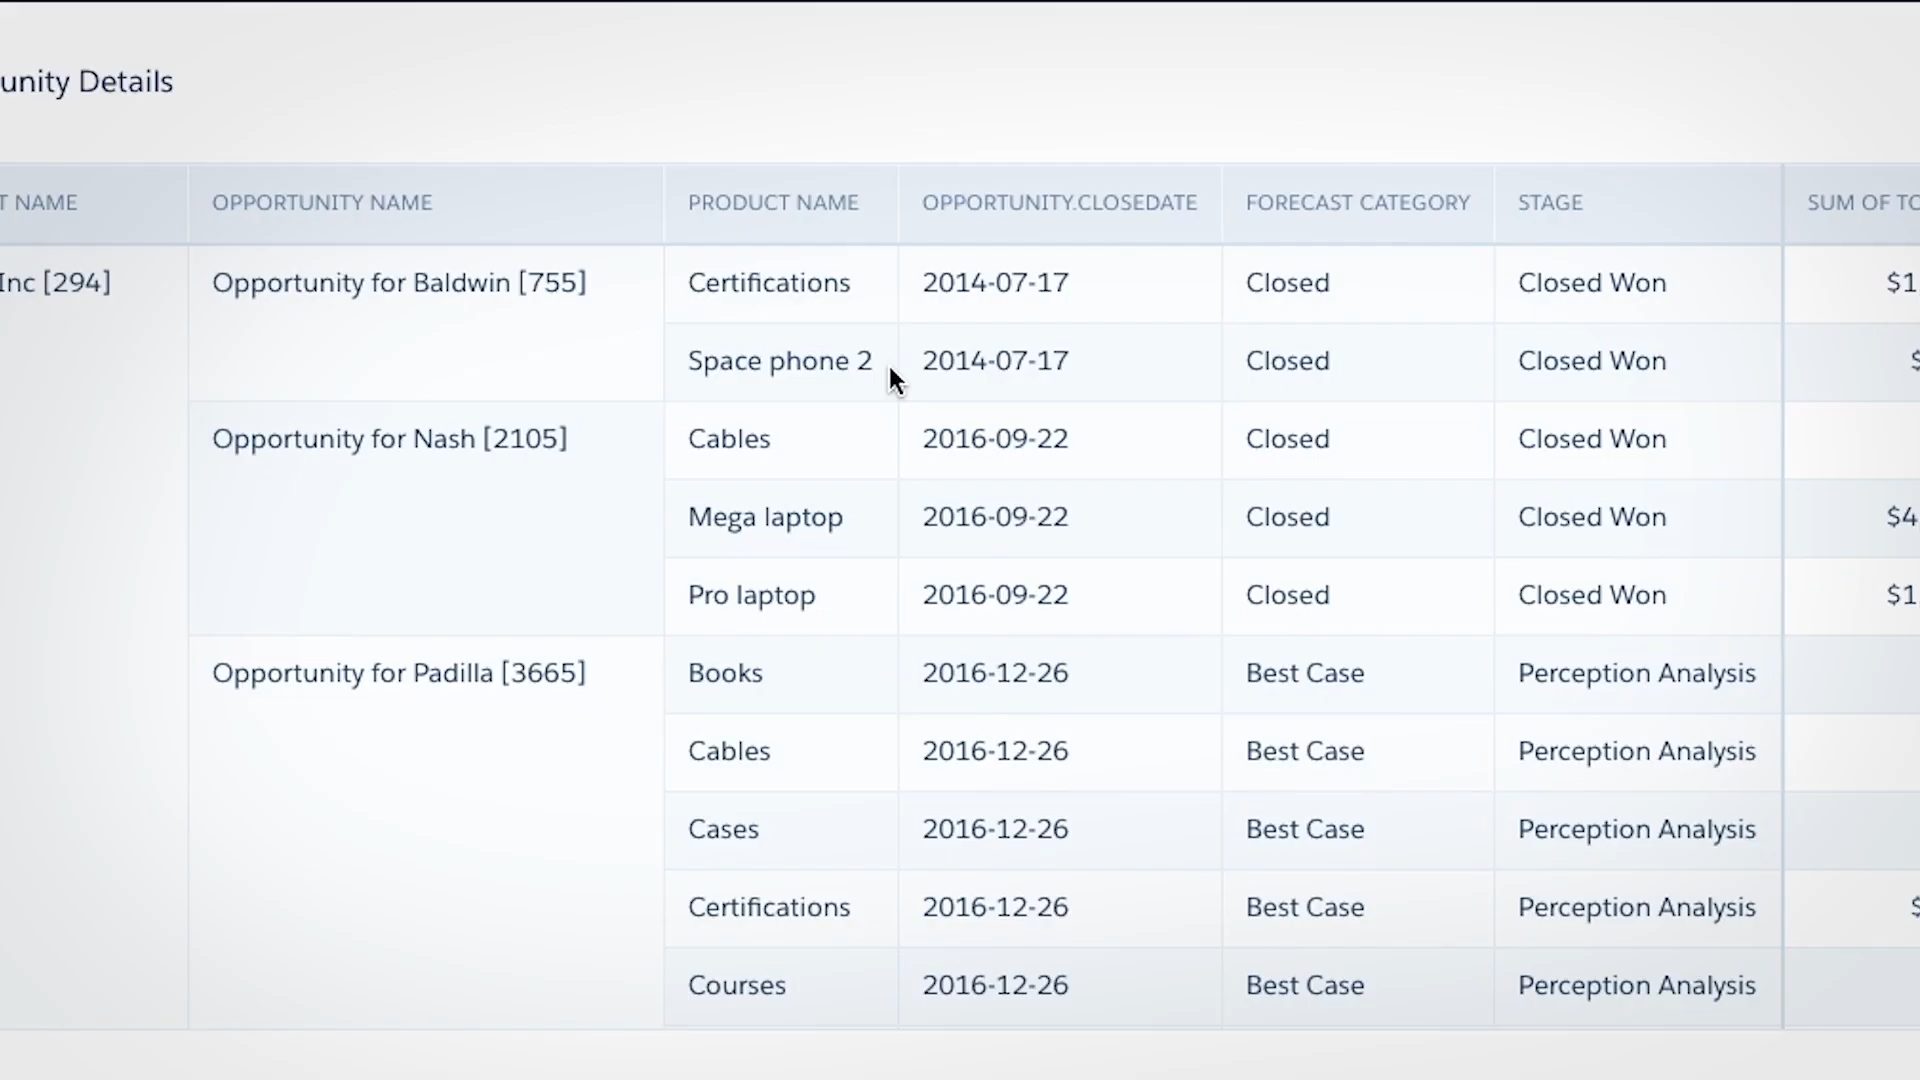 unity Details
T NAME OPPORTUNITY NAME PRODUCT NAME OPPORTUNITY.CLOSEDATE FORECAST CATEGORY STAGE SUM OF TO
Inc [294] Opportunity for Baldwin [755] Certifications 2014-07-17 Closed Closed Won $1
Space phone 2 2014-07-17 Closed Closed Won $
Opportunity for Nash [2105] Cables 2016-09-22 Closed Closed Won
Mega laptop 2016-09-22 Closed Closed Won $4
Pro laptop 2016-09-22 Closed Closed Won $1
Opportunity for Padilla [3665] Books 2016-12-26 Best Case Perception Analysis
Cables 2016-12-26 Best Case Perception Analysis
Cases 2016-12-26 Best Case Perception Analysis
Certifications 2016-12-26 Best Case Perception Analysis $
Courses 2016-12-26 Best Case Perception Analysis